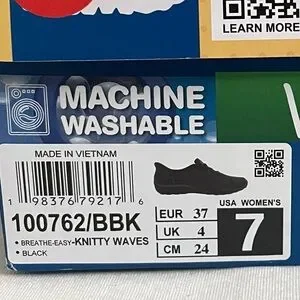 LEARN MORE
MACHINE
WASHABLE
MADE IN VIETNAM
1 98376 79217 6
100762/BBK
• BREATHE-EASY-KNITTY WAVES
• BLACK
EUR 37
UK 4
CM 24
USA WOMEN'S
7